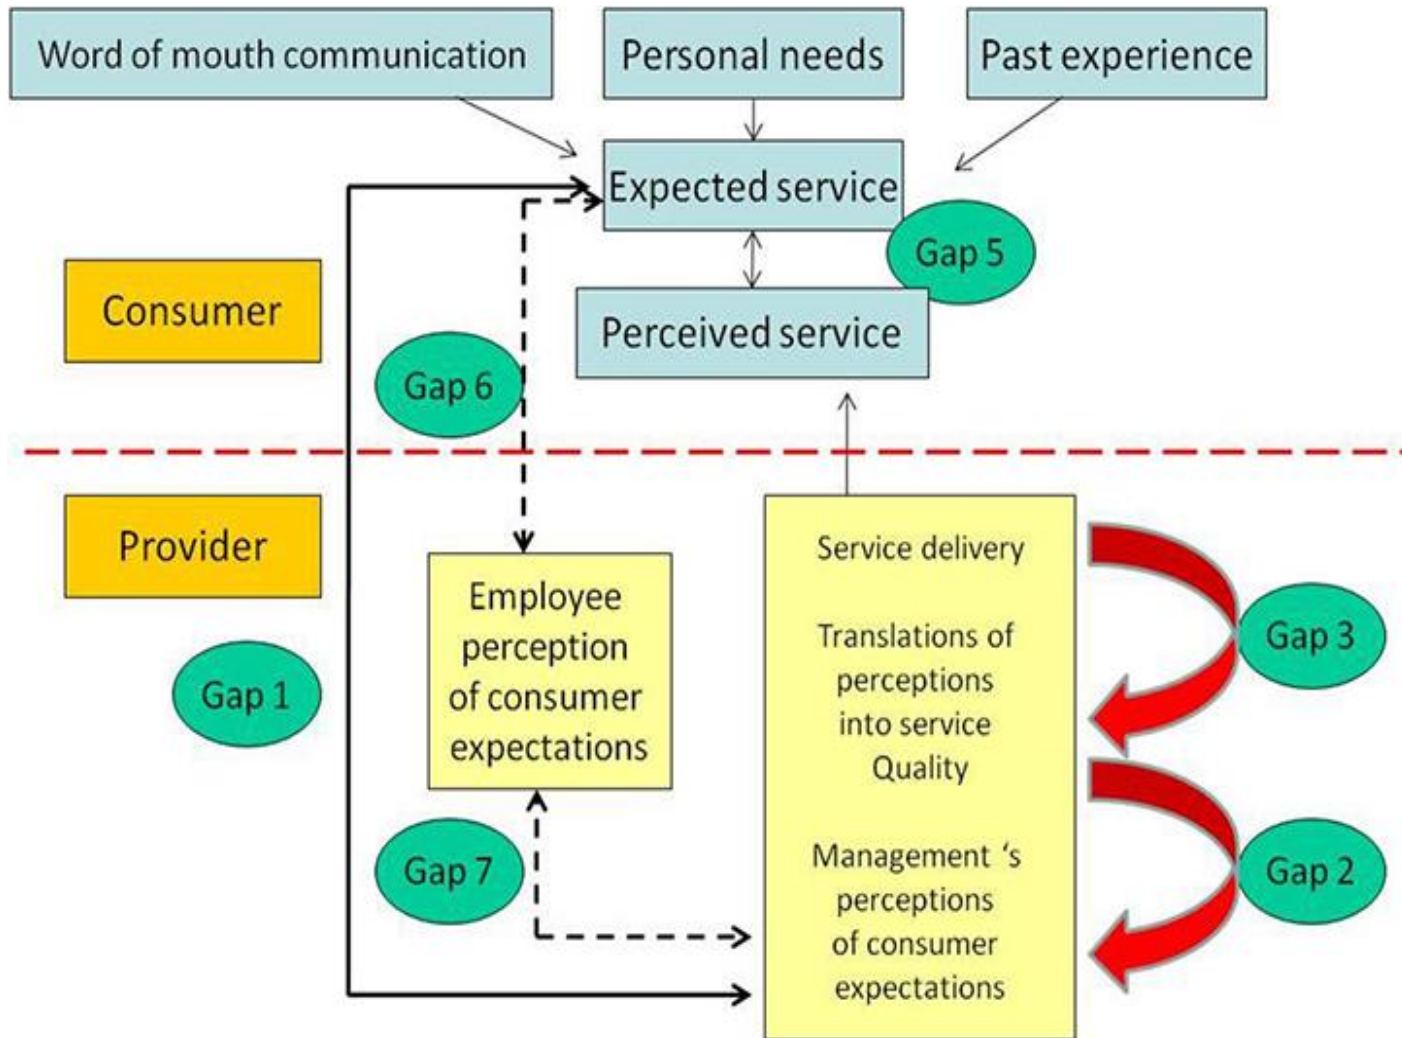 Word of mouth communication
Personal needs
Past experience
Expected service
Gap 5
Consumer
Perceived service
Gap 6
Provider
Service delivery
Employee
perception
of consumer
expectations
Translations of
perceptions
into service
Quality
Gap 3
Gap 1
Management ‘s
perceptions
of consumer
expectations
Gap 7
Gap 2